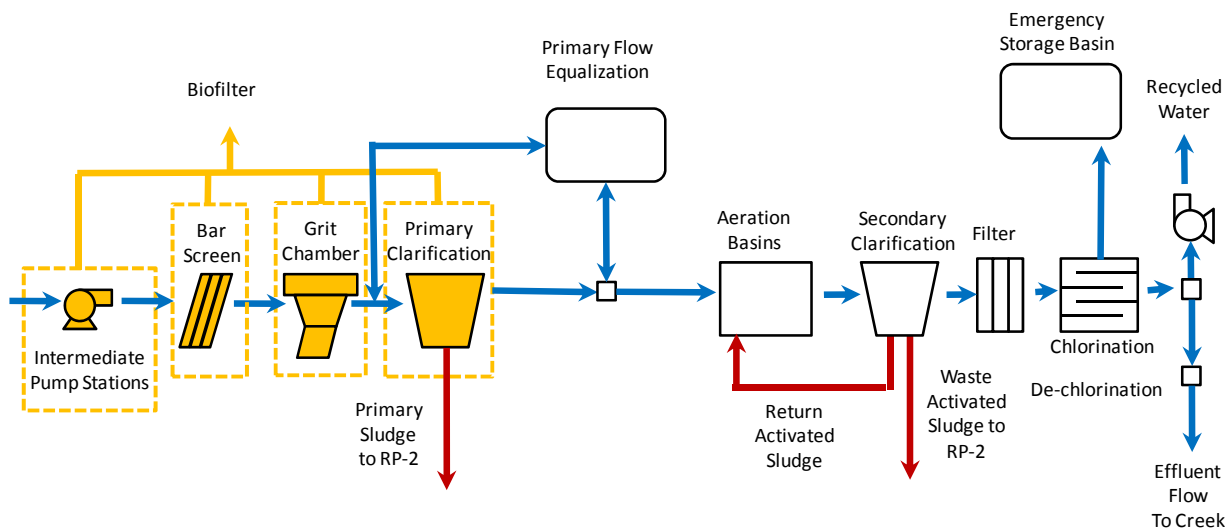 Emergency
Storage Basin
Primary Flow
Equalization
Biofilter
Recycled
Water
Bar
Screen
Grit
Chamber
Primary
Clarification
Aeration
Basins
Secondary
Clarification
Filter
Intermediate
Pump Stations
Chlorination
De-chlorination
Primary
Sludge
to RP-2
Return
Activated
Sludge
Waste
Activated
Sludge to
RP-2
Effluent
Flow
To Creek